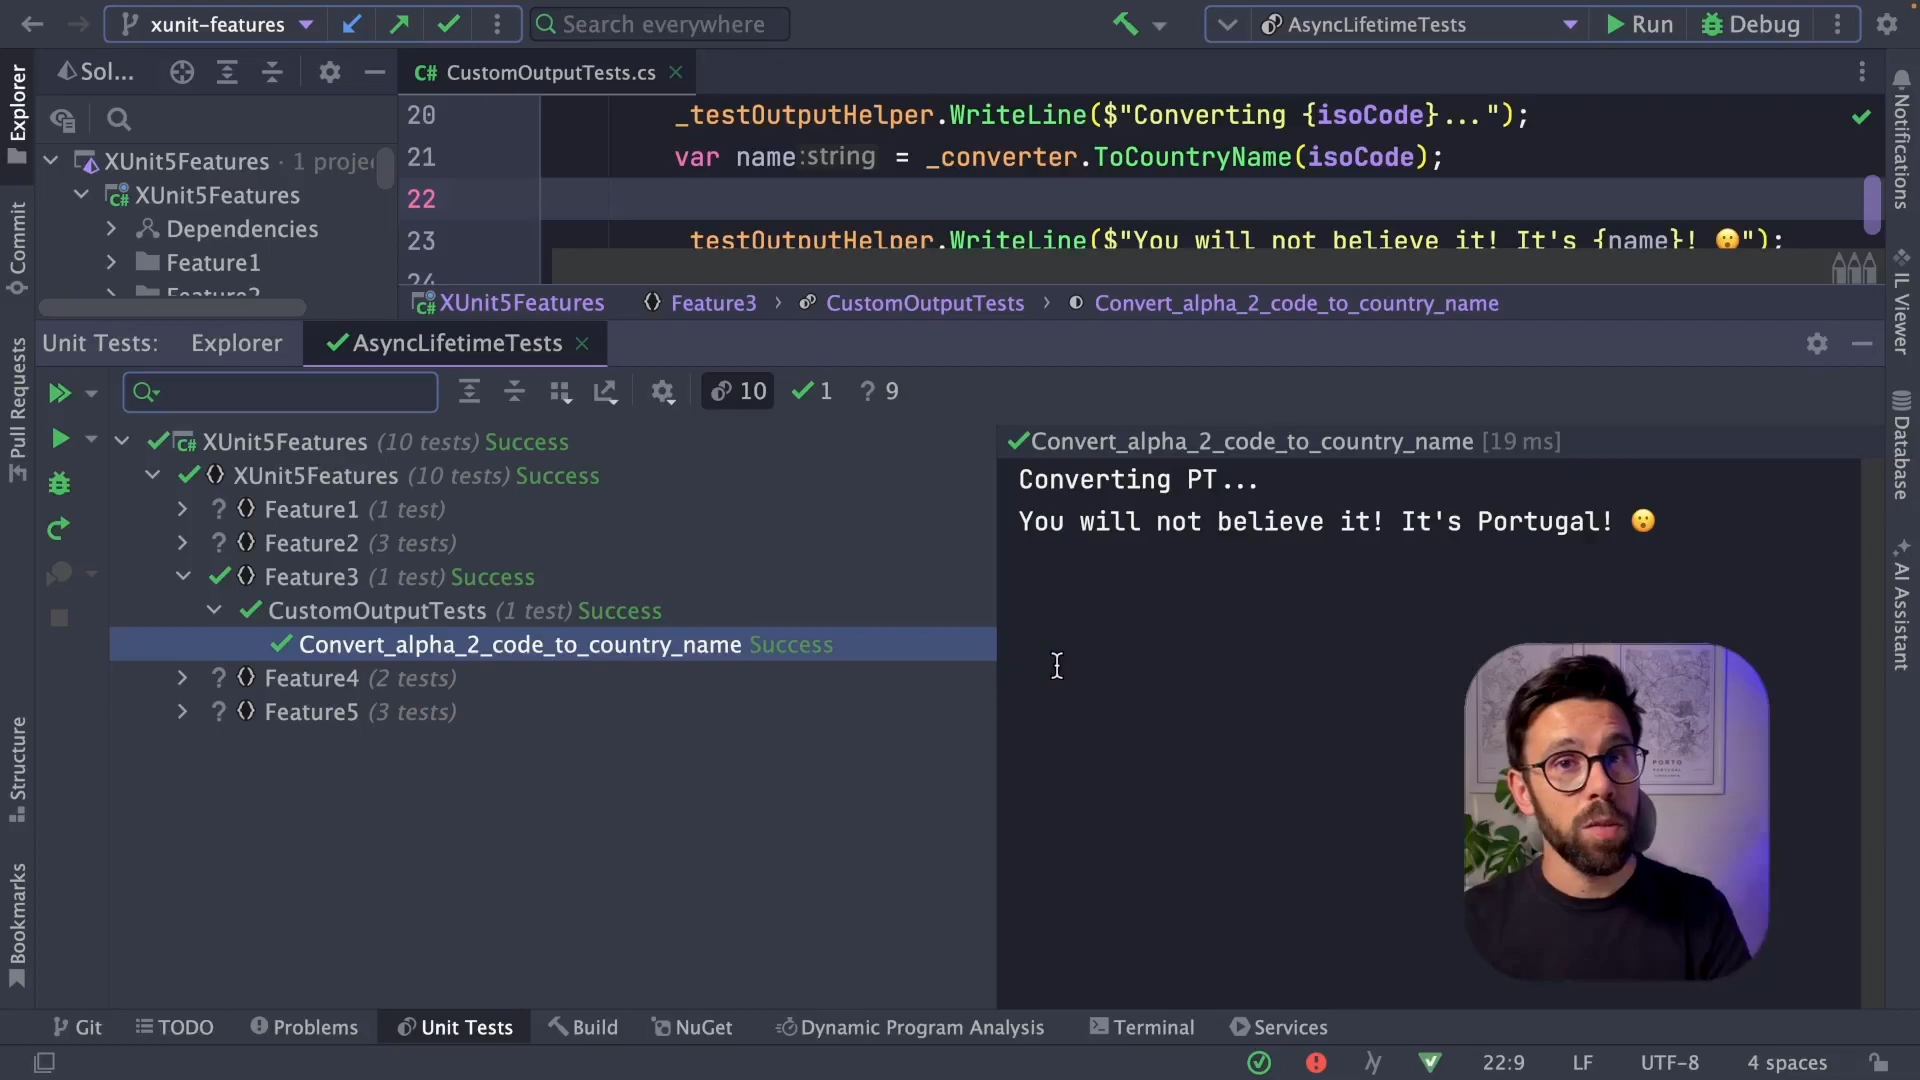 xunit-features
Search everywhere
AsyncLifetimeTests
Run
Debug
Explorer
Commit
Pull Requests
Structure
Bookmarks
Sol...
C# CustomOutputTests.cs
XUnit5Features · 1 proje
C# XUnit5Features
Dependencies
Feature1
Feature2
20 _testOutputHelper.WriteLine($"Converting {isoCode}...");
21 var name:string = _converter.ToCountryName(isoCode);
22
23 _testOutputHelper.WriteLine($"You will not believe it! It's {name}! 😮");
24
C# XUnit5Features
Feature3 › CustomOutputTests › Convert_alpha_2_code_to_country_name
Notifications
IL Viewer
Database
AI Assistant
Unit Tests: Explorer AsyncLifetimeTests
10 1 ? 9
C# XUnit5Features (10 tests) Success
XUnit5Features (10 tests) Success
? Feature1 (1 test)
? Feature2 (3 tests)
Feature3 (1 test) Success
CustomOutputTests (1 test) Success
Convert_alpha_2_code_to_country_name Success
? Feature4 (2 tests)
? Feature5 (3 tests)
Convert_alpha_2_code_to_country_name [19 ms]
Converting PT...
You will not believe it! It's Portugal! 😮
PORTO
Git TODO Problems Unit Tests Build NuGet Dynamic Program Analysis Terminal Services
22:9 LF UTF-8 4 spaces